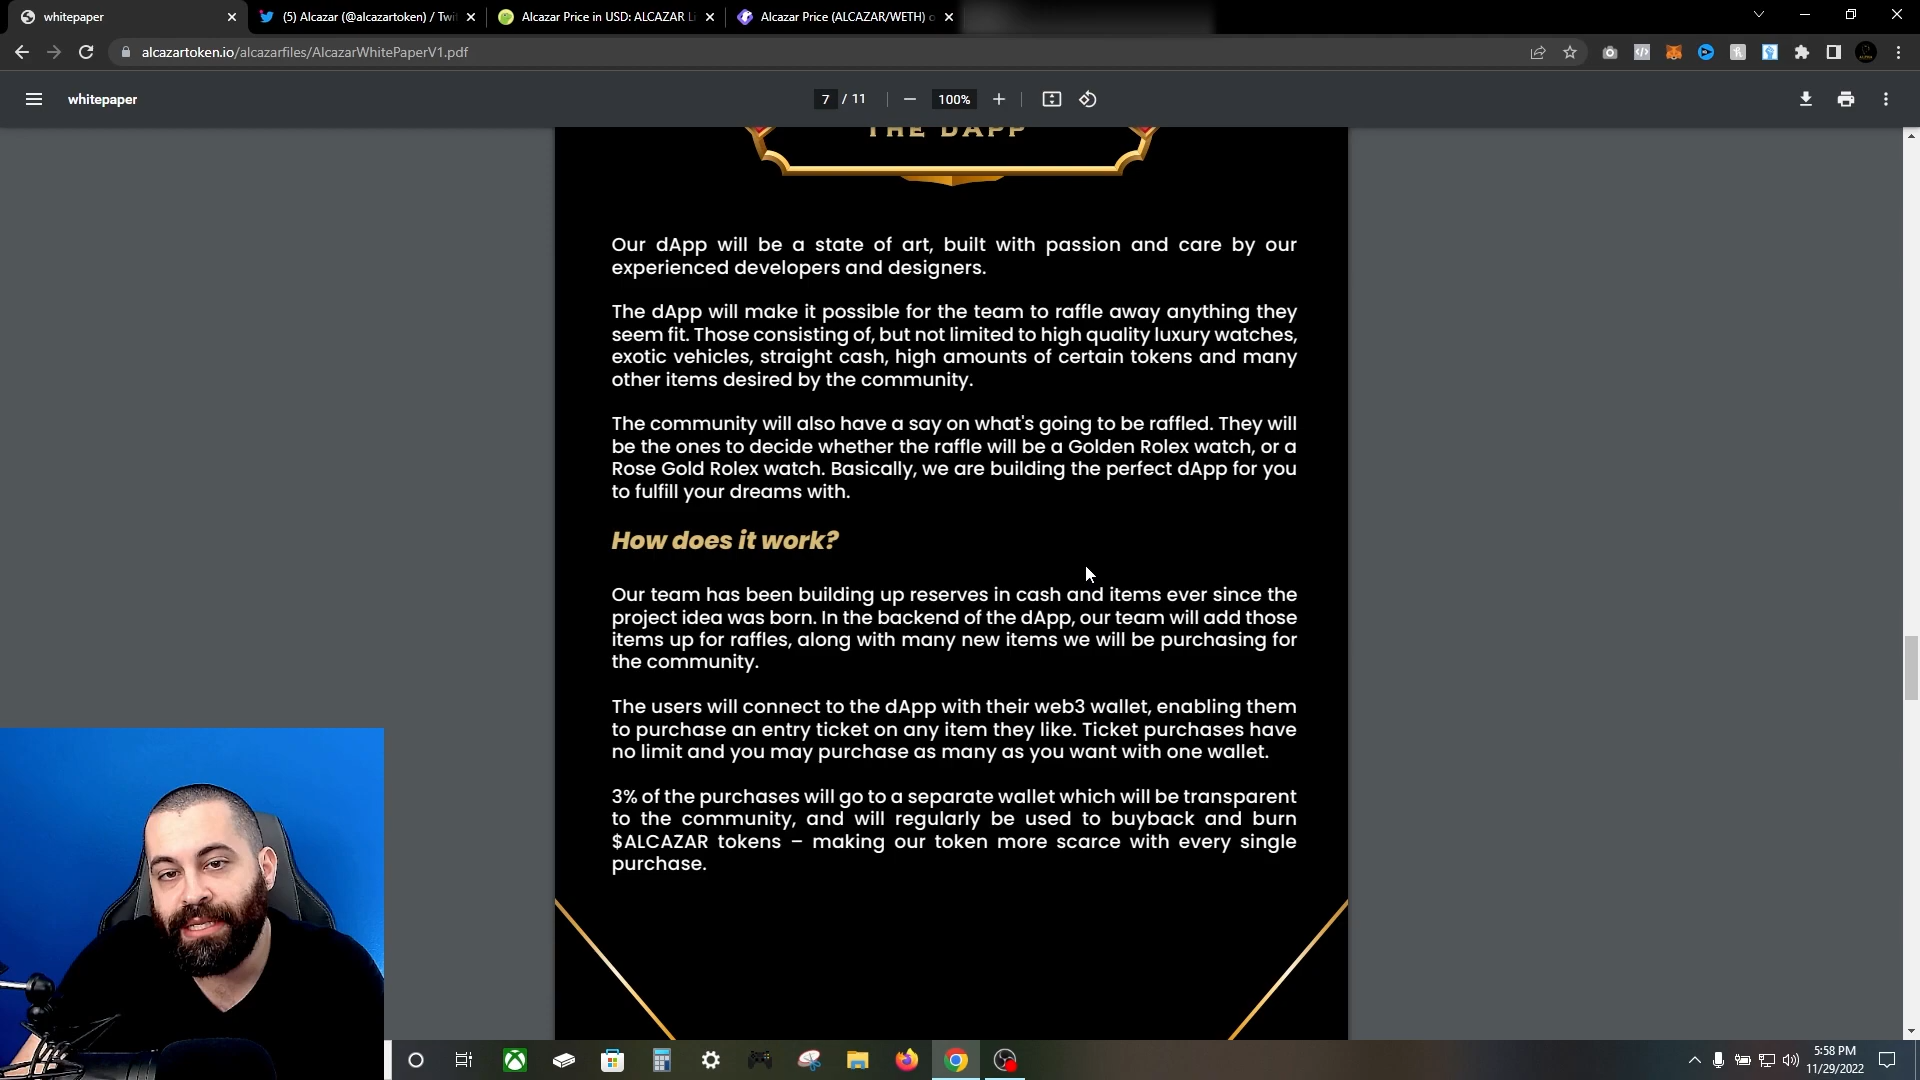 whitepaper
(5) Alcazar (@alcazartoken) / Twit
Alcazar Price in USD: ALCAZAR Li
Alcazar Price (ALCAZAR/WETH) o
alcazartoken.io/alcazarfiles/AlcazarWhitePaperV1.pdf
whitepaper
7 / 11
100%
THE DAPP
Our dApp will be a state of art, built with passion and care by our
experienced developers and designers.
The dApp will make it possible for the team to raffle away anything they
seem fit. Those consisting of, but not limited to high quality luxury watches,
exotic vehicles, straight cash, high amounts of certain tokens and many
other items desired by the community.
The community will also have a say on what's going to be raffled. They will
be the ones to decide whether the raffle will be a Golden Rolex watch, or a
Rose Gold Rolex watch. Basically, we are building the perfect dApp for you
to fulfill your dreams with.
How does it work?
Our team has been building up reserves in cash and items ever since the
project idea was born. In the backend of the dApp, our team will add those
items up for raffles, along with many new items we will be purchasing for
the community.
The users will connect to the dApp with their web3 wallet, enabling them
to purchase an entry ticket on any item they like. Ticket purchases have
no limit and you may purchase as many as you want with one wallet.
3% of the purchases will go to a separate wallet which will be transparent
to the community, and will regularly be used to buyback and burn
$ALCAZAR tokens – making our token more scarce with every single
purchase.
5:58 PM
11/29/2022